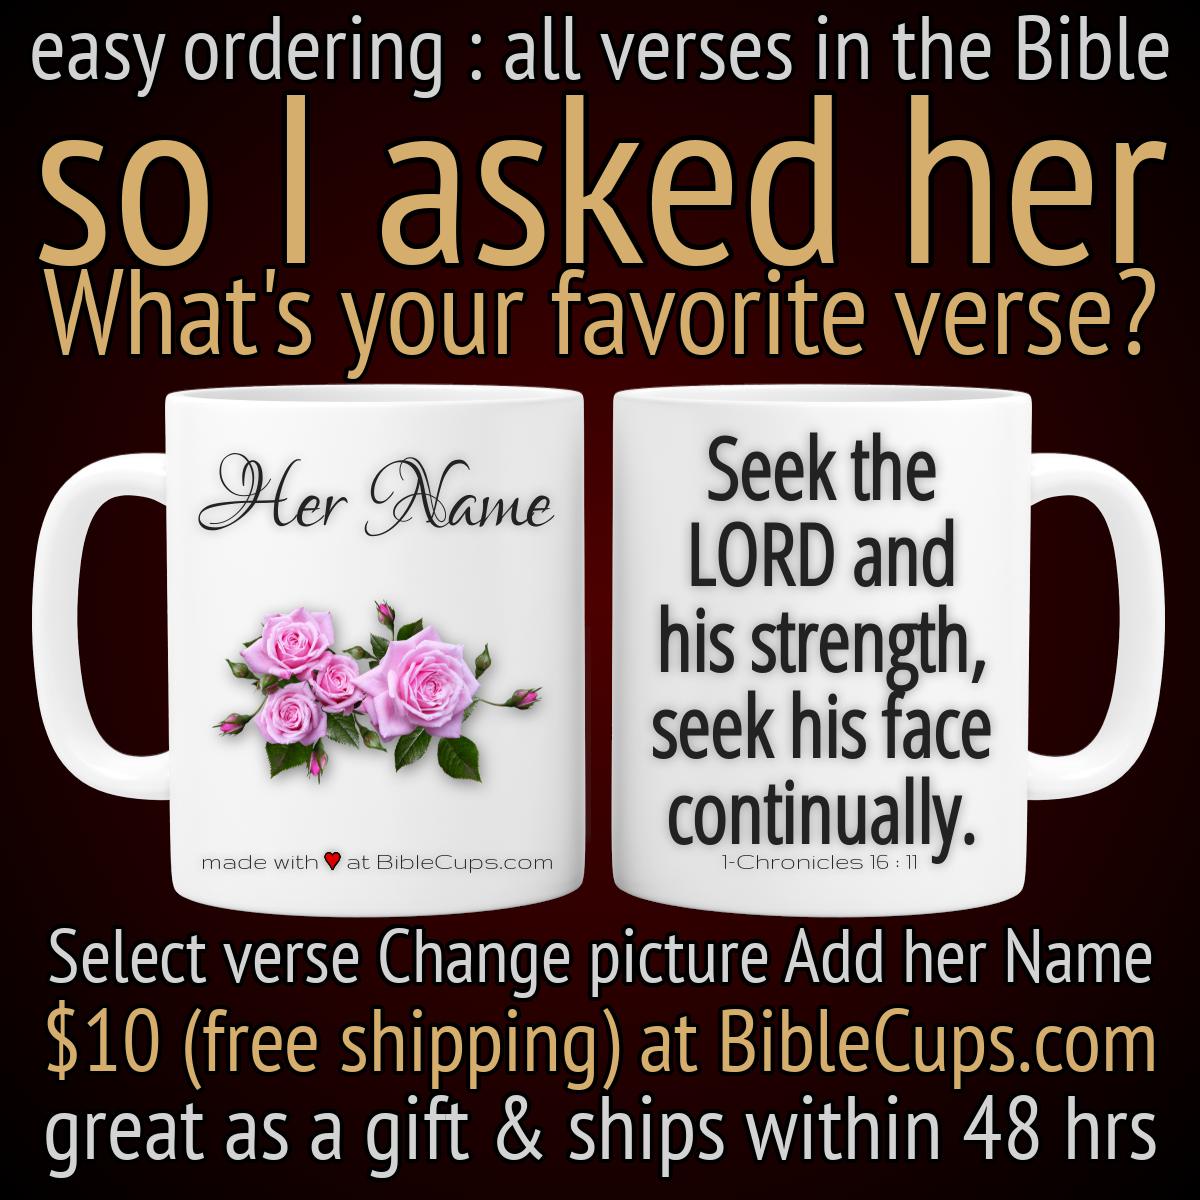 easy ordering : all verses in the Bible
so I asked her
What's your favorite verse?
Her Name
made with at BibleCups.com
Seek the
LORD and
his strength,
seek his face
continually.
1-Chronicles 16 : 11
Select verse Change picture Add her Name
$10 (free shipping) at BibleCups.com
great as a gift & ships within 48 hrs